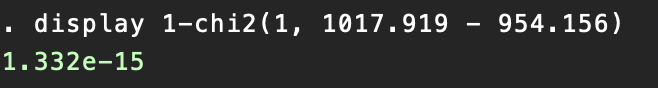 . display 1-chi2(1, 1017.919 - 954.156)
1.332e-15